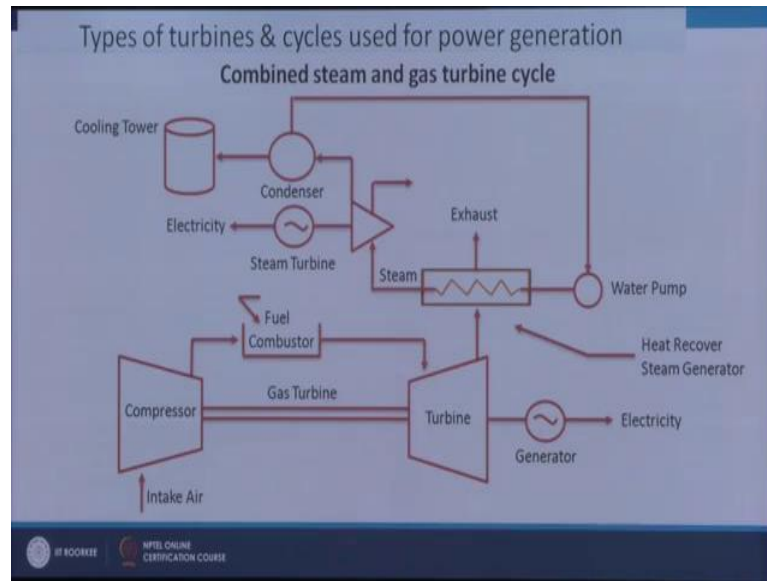 Types of turbines & cycles used for power generation
Combined steam and gas turbine cycle
Cooling Tower
Condenser
Electricity
Exhaust
Steam Turbine
Steam
Water Pump
Fuel
Combustor
Heat Recover
Steam Generator
Gas Turbine
Compressor
Turbine
Electricity
Generator
Intake Air
IIT ROORKEE
NPTEL ONLINE
CERTIFICATION COURSE